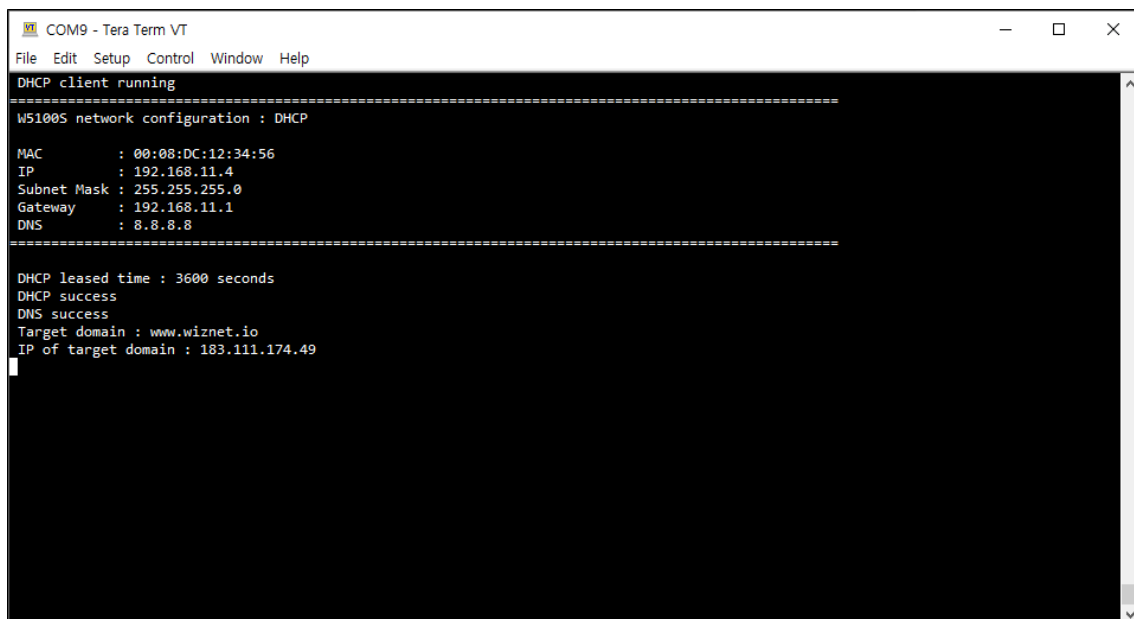 COM9 - Tera Term VT
File Edit Setup Control Window Help
DHCP client running
====================================================================================================
W5100S network configuration : DHCP
MAC         : 00:08:DC:12:34:56
IP          : 192.168.11.4
Subnet Mask : 255.255.255.0
Gateway     : 192.168.11.1
DNS         : 8.8.8.8
====================================================================================================
DHCP leased time : 3600 seconds
DHCP success
DNS success
Target domain : www.wiznet.io
IP of target domain : 183.111.174.49